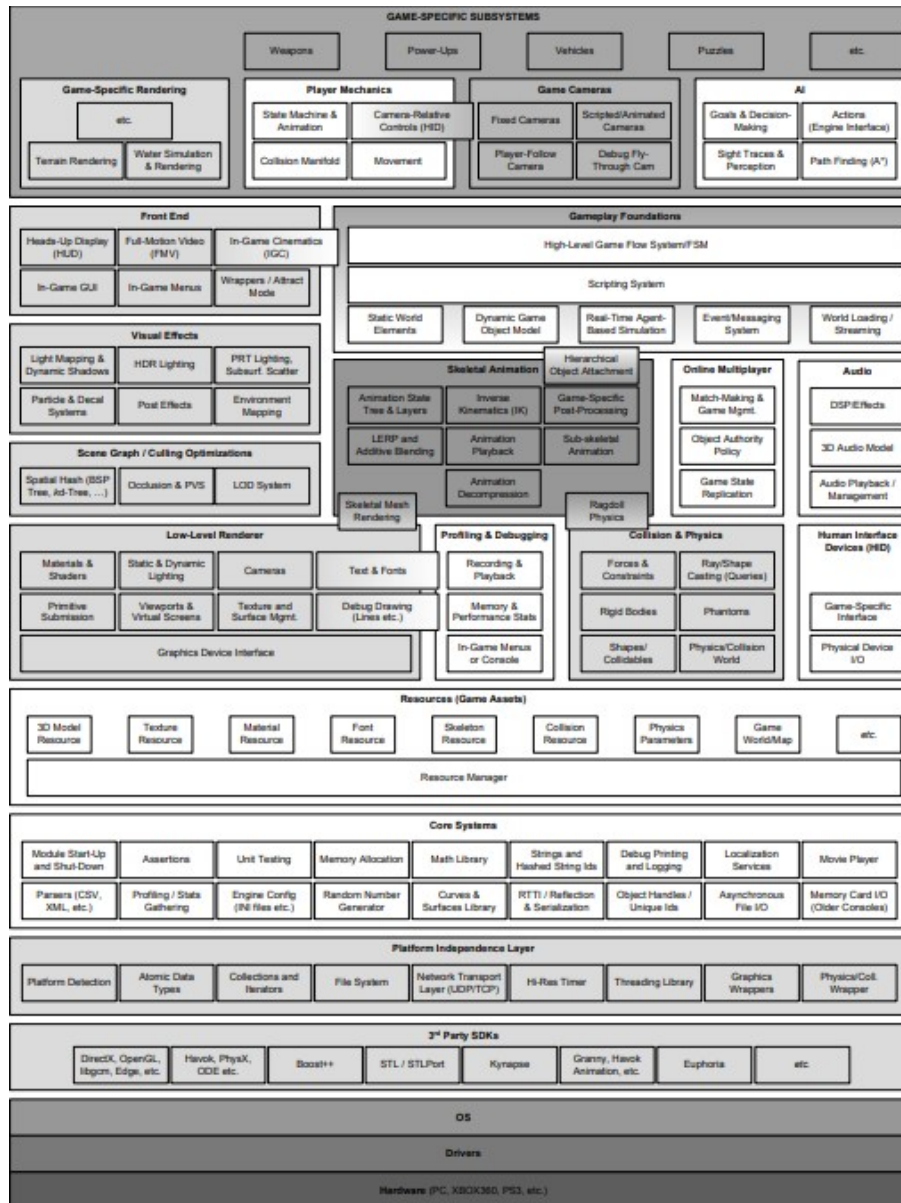 GAME-SPECIFIC SUBSYSTEMS
Weapons
Power-Ups
Vehicles
Puzzles
etc.
Game-Specific Rendering
etc.
Terrain Rendering
Water Simulation
& Rendering
Player Mechanics
State Machine &
Animation
Camera-Relative
Controls (HID)
Collision Manifold
Movement
Game Cameras
Fixed Cameras
Scripted/Animated
Cameras
Player-Follow
Camera
Debug Fly-
Through Cam
AI
Goals & Decision-
Making
Actions
(Engine Interface)
Sight Traces &
Perception
Path Finding (A*)
Front End
Heads-Up Display
(HUD)
Full-Motion Video
(FMV)
In-Game Cinematics
(IGC)
In-Game GUI
In-Game Menus
Wrappers / Attract
Mode
Gameplay Foundations
High-Level Game Flow System/FSM
Scripting System
Static World
Elements
Dynamic Game
Object Model
Real-Time Agent-
Based Simulation
Event/Messaging
System
World Loading /
Streaming
Visual Effects
Light Mapping &
Dynamic Shadows
HDR Lighting
PRT Lighting,
Subsurf. Scatter
Particle & Decal
Systems
Post Effects
Environment
Mapping
Skeletal Animation
Hierarchical
Object Attachment
Animation State
Tree & Layers
Inverse
Kinematics (IK)
Game-Specific
Post-Processing
LERP and
Additive Blending
Animation
Playback
Sub-skeletal
Animation
Animation
Decompression
Online Multiplayer
Match-Making &
Game Mgmt.
Object Authority
Policy
Game State
Replication
Audio
DSP/Effects
3D Audio Model
Audio Playback /
Management
Scene Graph / Culling Optimizations
Spatial Hash (BSP
Tree, kd-Tree, …)
Occlusion & PVS
LOD System
Skeletal Mesh
Rendering
Ragdoll
Physics
Low-Level Renderer
Materials &
Shaders
Static & Dynamic
Lighting
Cameras
Text & Fonts
Primitive
Submission
Viewports &
Virtual Screens
Texture and
Surface Mgmt.
Debug Drawing
(Lines etc.)
Graphics Device Interface
Profiling & Debugging
Recording &
Playback
Memory &
Performance Stats
In-Game Menus
or Console
Collision & Physics
Forces &
Constraints
Ray/Shape
Casting (Queries)
Rigid Bodies
Phantoms
Shapes/
Collidables
Physics/Collision
World
Human Interface
Devices (HID)
Game-Specific
Interface
Physical Device
I/O
Resources (Game Assets)
3D Model
Resource
Texture
Resource
Material
Resource
Font
Resource
Skeleton
Resource
Collision
Resource
Physics
Parameters
Game
World/Map
etc.
Resource Manager
Core Systems
Module Start-Up
and Shut-Down
Assertions
Unit Testing
Memory Allocation
Math Library
Strings and
Hashed String Ids
Debug Printing
and Logging
Localization
Services
Movie Player
Parsers (CSV,
XML, etc.)
Profiling / Stats
Gathering
Engine Config
(INI files etc.)
Random Number
Generator
Curves &
Surfaces Library
RTTI / Reflection
& Serialization
Object Handles /
Unique Ids
Asynchronous
File I/O
Memory Card I/O
(Older Consoles)
Platform Independence Layer
Platform Detection
Atomic Data
Types
Collections and
Iterators
File System
Network Transport
Layer (UDP/TCP)
Hi-Res Timer
Threading Library
Graphics
Wrappers
Physics/Coll.
Wrapper
3rd Party SDKs
DirectX, OpenGL,
libgcm, Edge, etc.
Havok, PhysX,
ODE etc.
Boost++
STL / STLPort
Kynapse
Granny, Havok
Animation, etc.
Euphoria
etc.
OS
Drivers
Hardware (PC, XBOX360, PS3, etc.)